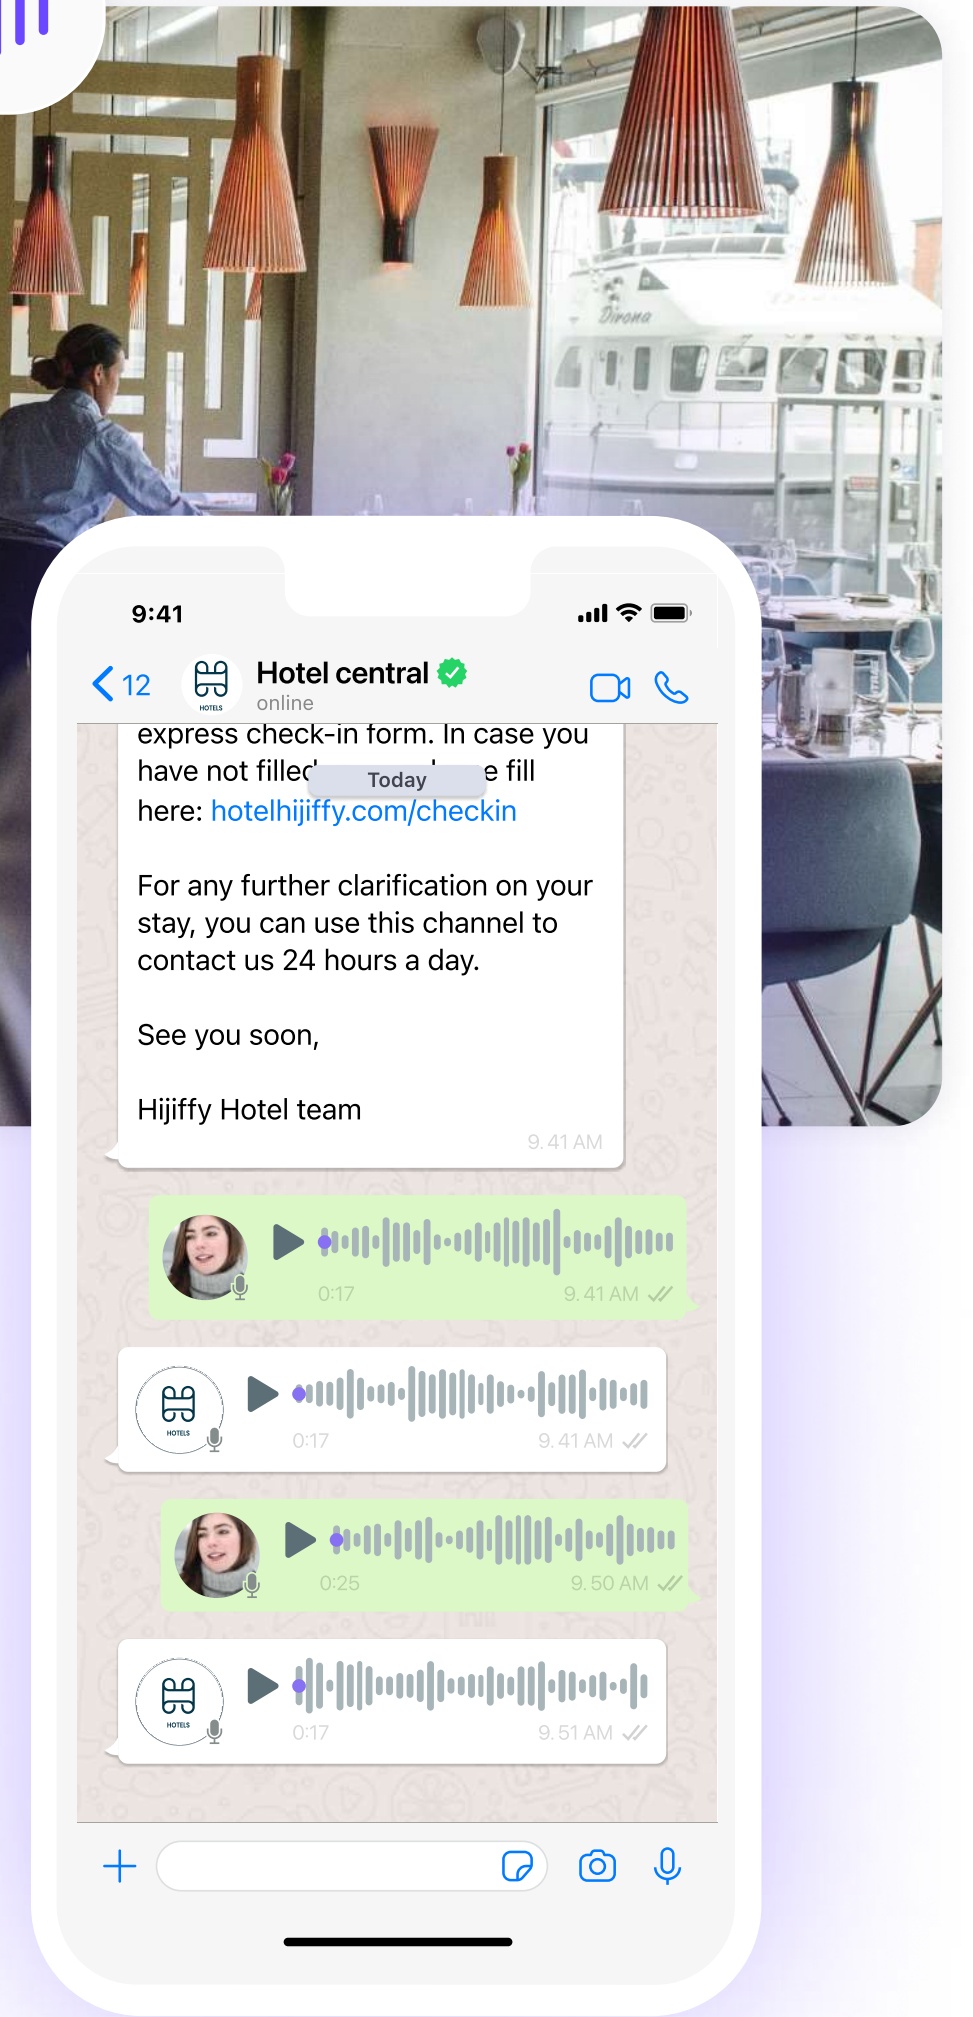 Dirona
9:41
12
Hotel central
online
HOTELS
express check-in form. In case you
have not filled
Today
e fill
here: hotelhijiffy.com/checkin
For any further clarification on your
stay, you can use this channel to
contact us 24 hours a day.
See you soon,
Hijiffy Hotel team
9.41 AM
0:17
9.41 AM
HOTELS
0:17
9.41 AM
0:25
9.50 AM
HOTELS
0:17
9.51 AM